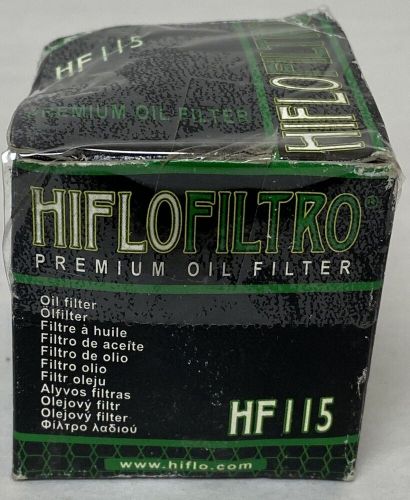 HF115
PREMIUM OIL FILTER
HIFLOFILT
HIFLOFILTRO®
PREMIUM OIL FILTER
Oil filter
Ölfilter
Filtre à huile
Filtro de aceite
Filtro de olio
Filtro olio
Filtr oleju
Alyvos filtras
Olejový filtr
Olejový filter
Φίλτρο λαδιού
HF115
www.hiflo.com